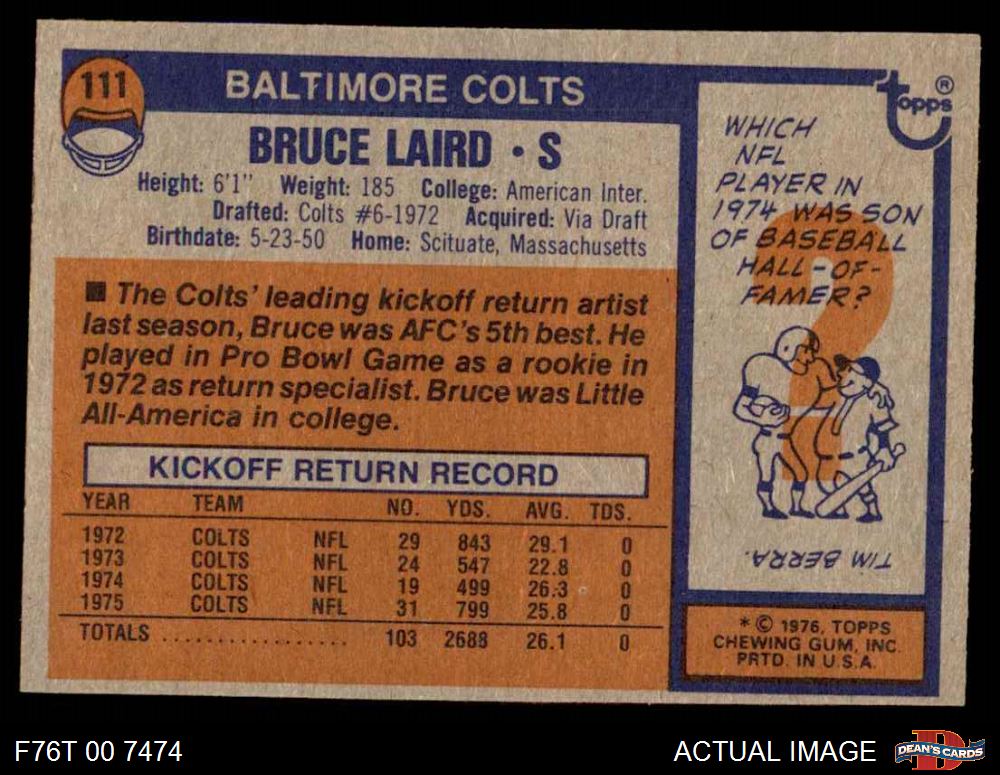 111
BALTIMORE COLTS
BRUCE LAIRD • S
Height: 6'1" Weight: 185 College: American Inter.
Drafted: Colts #6-1972 Acquired: Via Draft
Birthdate: 5-23-50 Home: Scituate, Massachusetts
■ The Colts' leading kickoff return artist
last season, Bruce was AFC's 5th best. He
played in Pro Bowl Game as a rookie in
1972 as return specialist. Bruce was Little
All-America in college.
KICKOFF RETURN RECORD
YEAR TEAM NO. YDS. AVG. TDS.
1972 COLTS NFL 29 843 29.1 0
1973 COLTS NFL 24 547 22.8 0
1974 COLTS NFL 19 499 26.3 0
1975 COLTS NFL 31 799 25.8 0
TOTALS .................. 103 2688 26.1 0
topps ®
WHICH
NFL
PLAYER IN
1974 WAS SON
OF BASEBALL
HALL-OF-
FAMER?
?
TIM BERRA.
* © 1976, TOPPS
CHEWING GUM, INC.
PRTD. IN U.S.A.
F76T 00 7474
ACTUAL IMAGE
D
DEAN'S CARDS